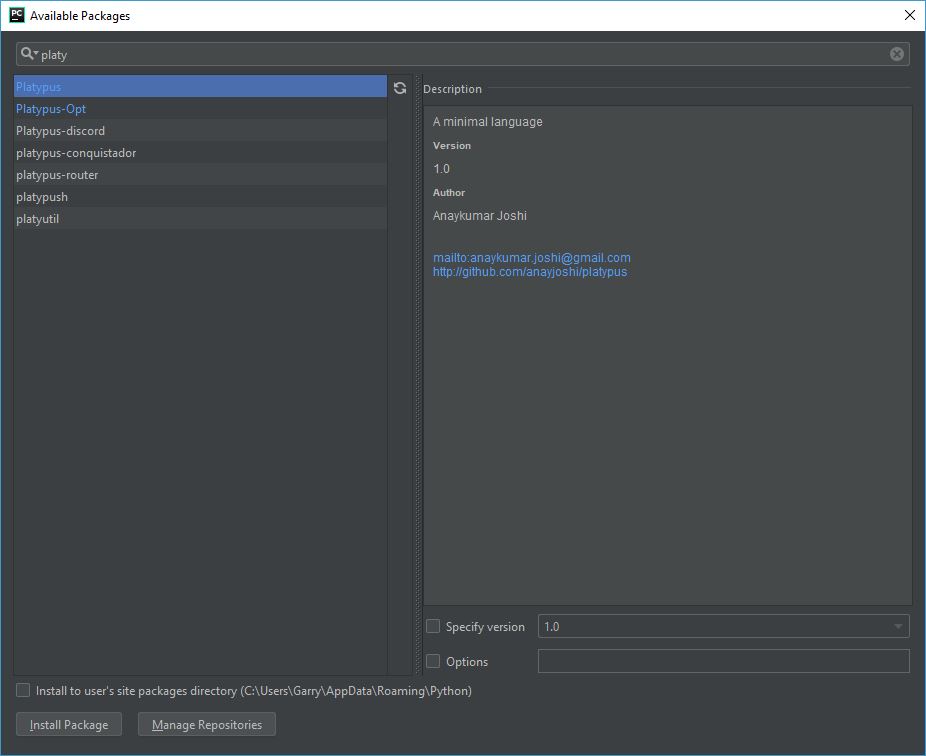 PC
Available Packages
platy
Platypus
Platypus-Opt
Platypus-discord
platypus-conquistador
platypus-router
platypush
platyutil
Description
A minimal language
Version
1.0
Author
Anaykumar Joshi
mailto:anaykumar.joshi@gmail.com
http://github.com/anayjoshi/platypus
Specify version
1.0
Options
Install to user's site packages directory (C:\Users\Garry\AppData\Roaming\Python)
Install Package
Manage Repositories